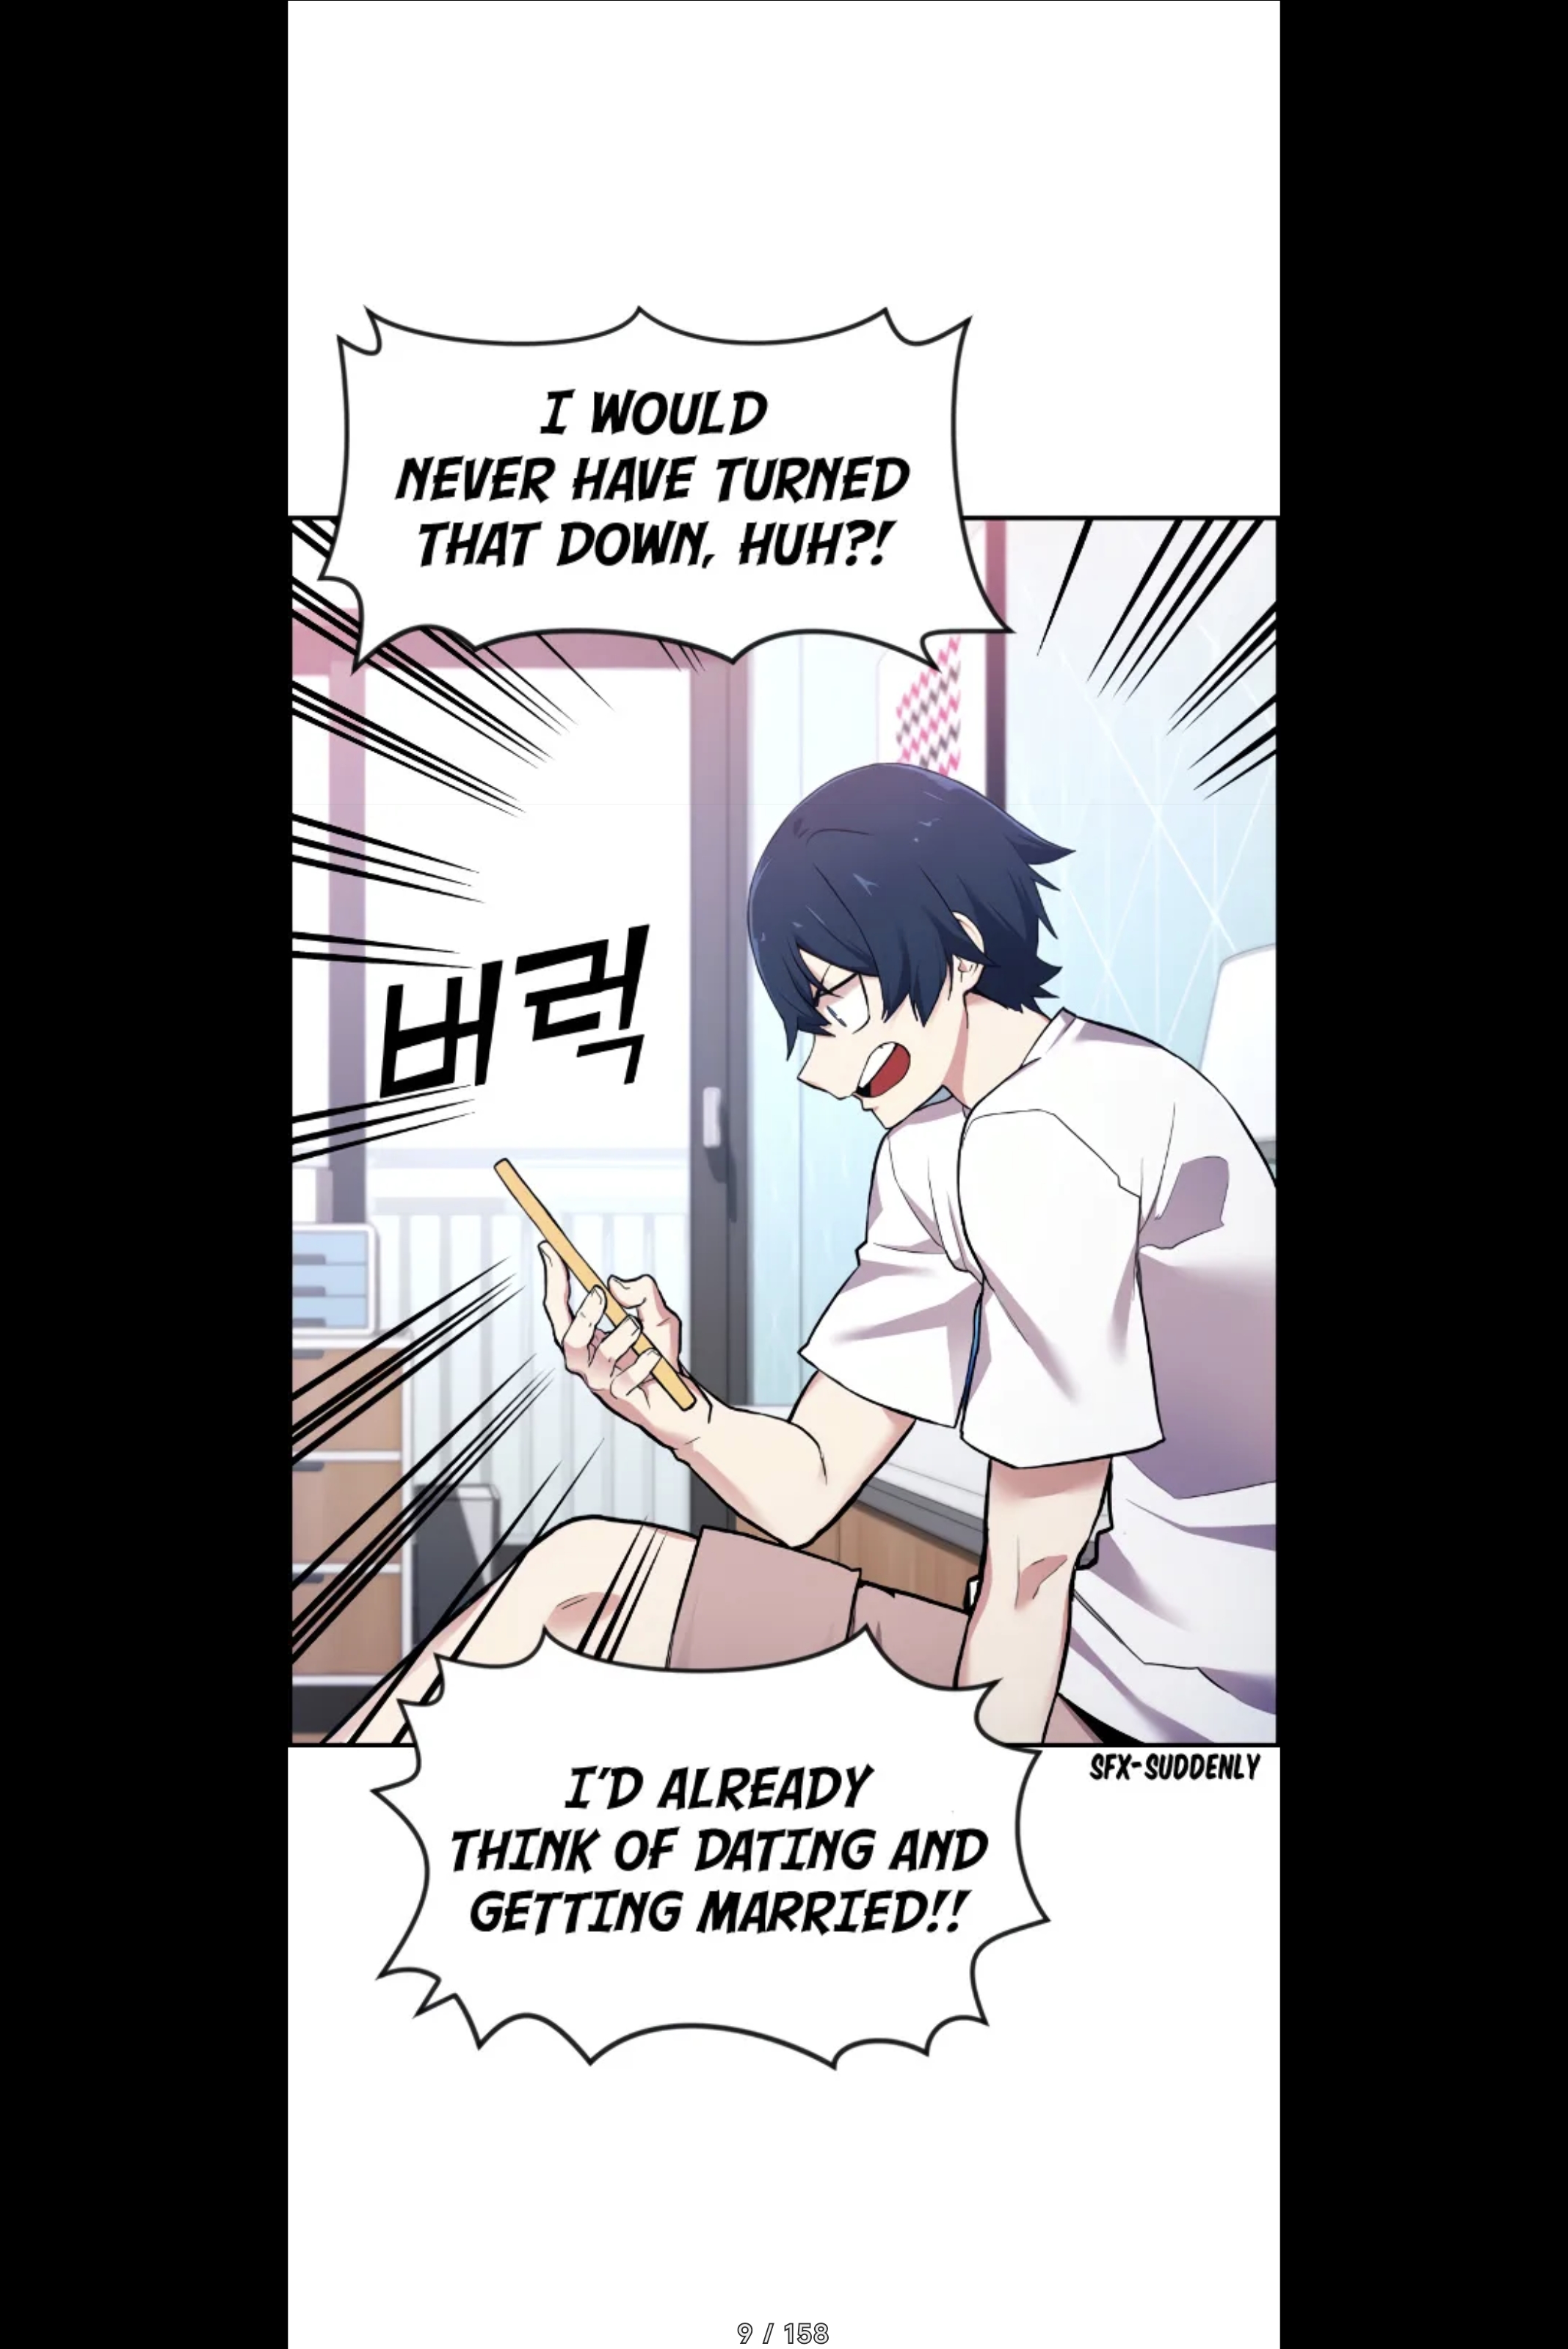 I WOULD
NEVER HAVE TURNED
THAT DOWN, HUH?!
버럭
SFX-SUDDENLY
I'D ALREADY
THINK OF DATING AND
GETTING MARRIED!!
9 / 158